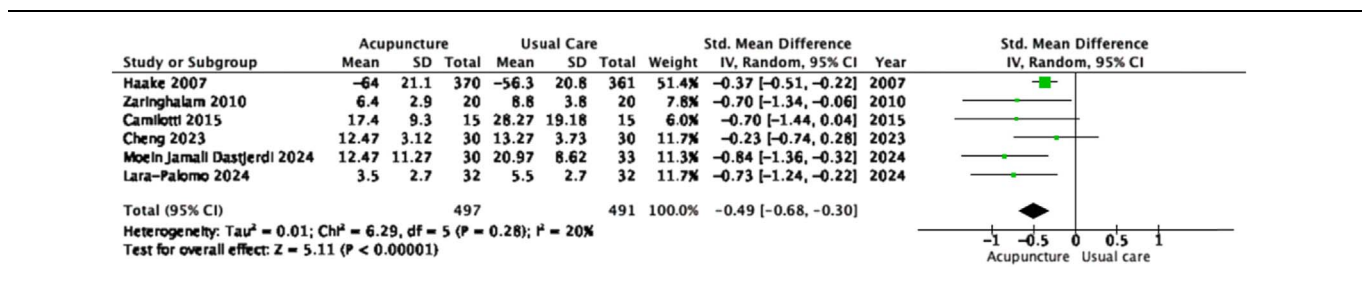 Acupuncture Usual Care Std. Mean Difference Std. Mean Difference
Study or Subgroup Mean SD Total Mean SD Total Weight IV, Random, 95% CI Year IV, Random, 95% CI
Haake 2007 −64 21.1 370 −56.3 20.8 361 51.4% −0.37 [−0.51, −0.22] 2007
Zaringhalam 2010 6.4 2.9 20 8.8 3.8 20 7.8% −0.70 [−1.34, −0.06] 2010
Camilotti 2015 17.4 9.3 15 28.27 19.18 15 6.0% −0.70 [−1.44, 0.04] 2015
Cheng 2023 12.47 3.12 30 13.27 3.73 30 11.7% −0.23 [−0.74, 0.28] 2023
Moein Jamali Dastjerdi 2024 12.47 11.27 30 20.97 8.62 33 11.3% −0.84 [−1.36, −0.32] 2024
Lara−Palomo 2024 3.5 2.7 32 5.5 2.7 32 11.7% −0.73 [−1.24, −0.22] 2024
Total (95% CI) 497 491 100.0% −0.49 [−0.68, −0.30]
Heterogeneity: Tau² = 0.01; Chi² = 6.29, df = 5 (P = 0.28); I² = 20%
Test for overall effect: Z = 5.11 (P < 0.00001)
−1 −0.5 0 0.5 1
Acupuncture Usual care